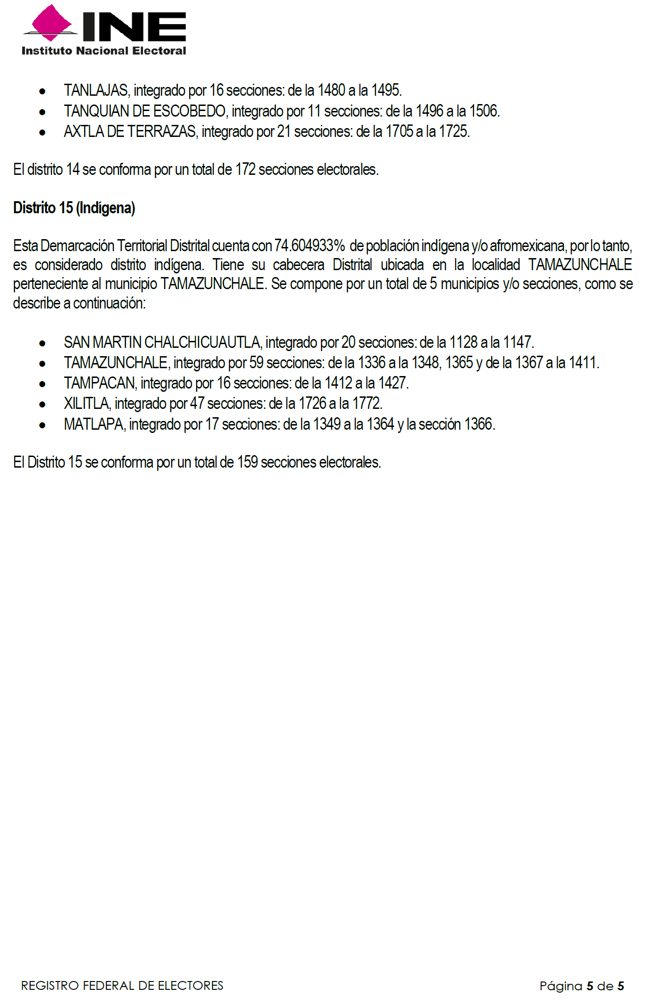 INE
Instituto Nacional Electoral
● TANLAJAS, integrado por 16 secciones: de la 1480 a la 1495.
● TANQUIAN DE ESCOBEDO, integrado por 11 secciones: de la 1496 a la 1506.
● AXTLA DE TERRAZAS, integrado por 21 secciones: de la 1705 a la 1725.
El distrito 14 se conforma por un total de 172 secciones electorales.
Distrito 15 (Indígena)
Esta Demarcación Territorial Distrital cuenta con 74.604933% de población indígena y/o afromexicana, por lo tanto,
es considerado distrito indígena. Tiene su cabecera Distrital ubicada en la localidad TAMAZUNCHALE
perteneciente al municipio TAMAZUNCHALE. Se compone por un total de 5 municipios y/o secciones, como se
describe a continuación:
● SAN MARTIN CHALCHICUAUTLA, integrado por 20 secciones: de la 1128 a la 1147.
● TAMAZUNCHALE, integrado por 59 secciones: de la 1336 a la 1348, 1365 y de la 1367 a la 1411.
● TAMPACAN, integrado por 16 secciones: de la 1412 a la 1427.
● XILITLA, integrado por 47 secciones: de la 1726 a la 1772.
● MATLAPA, integrado por 17 secciones: de la 1349 a la 1364 y la sección 1366.
El Distrito 15 se conforma por un total de 159 secciones electorales.
REGISTRO FEDERAL DE ELECTORES
Página 5 de 5